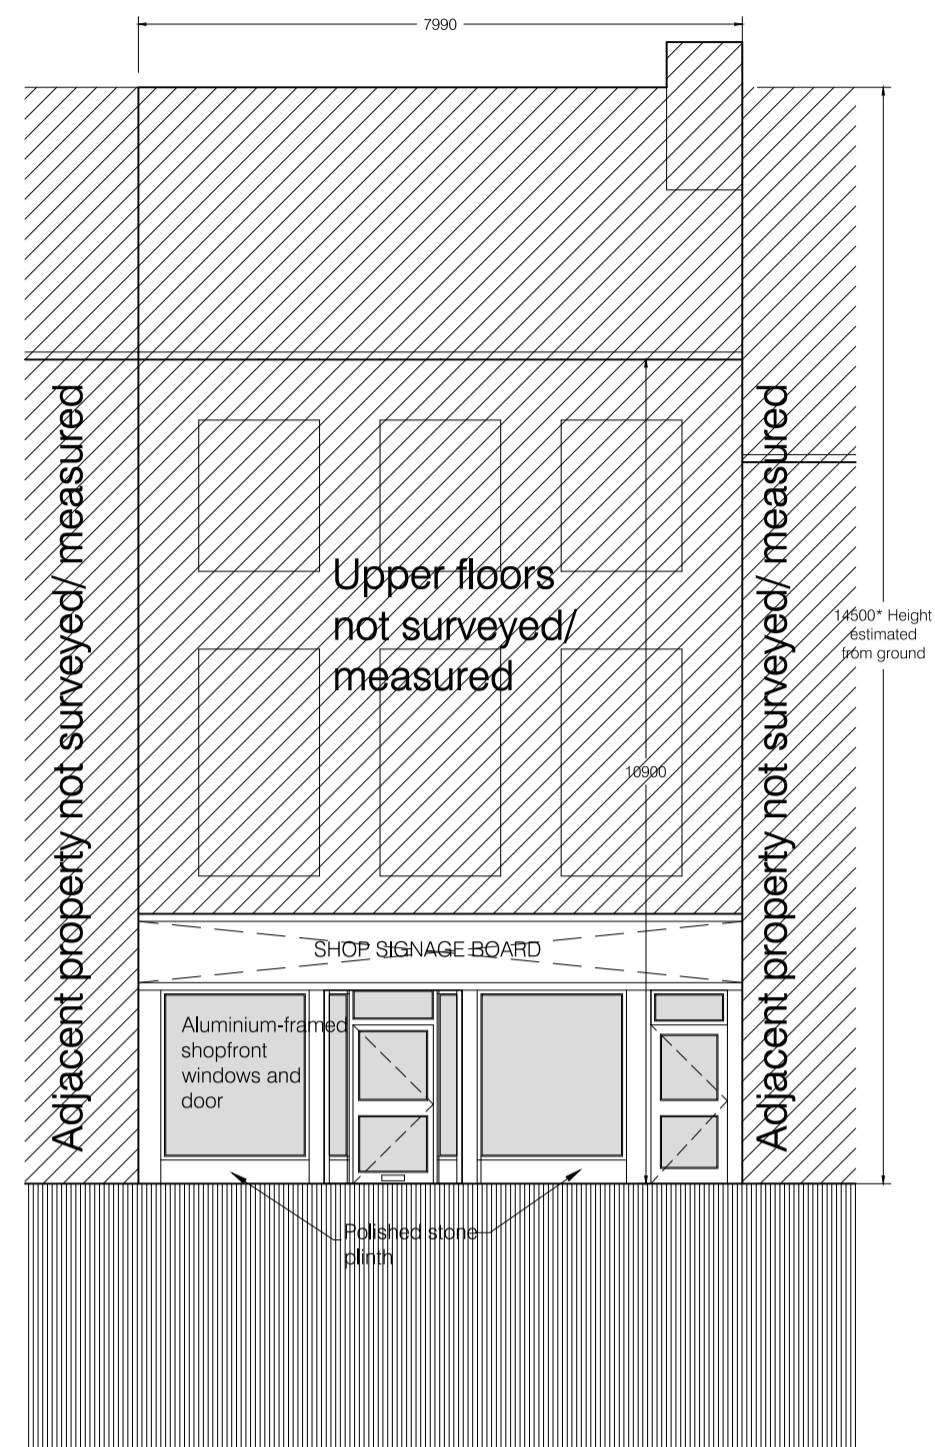 7990
Adjacent property not surveyed/ measured
Upper floors
not surveyed/
measured
Adjacent property not surveyed/ measured
14500* Height
estimated
from ground
10900
SHOP SIGNAGE BOARD
Aluminium-framed
shopfront
windows and
door
Polished stone
plinth